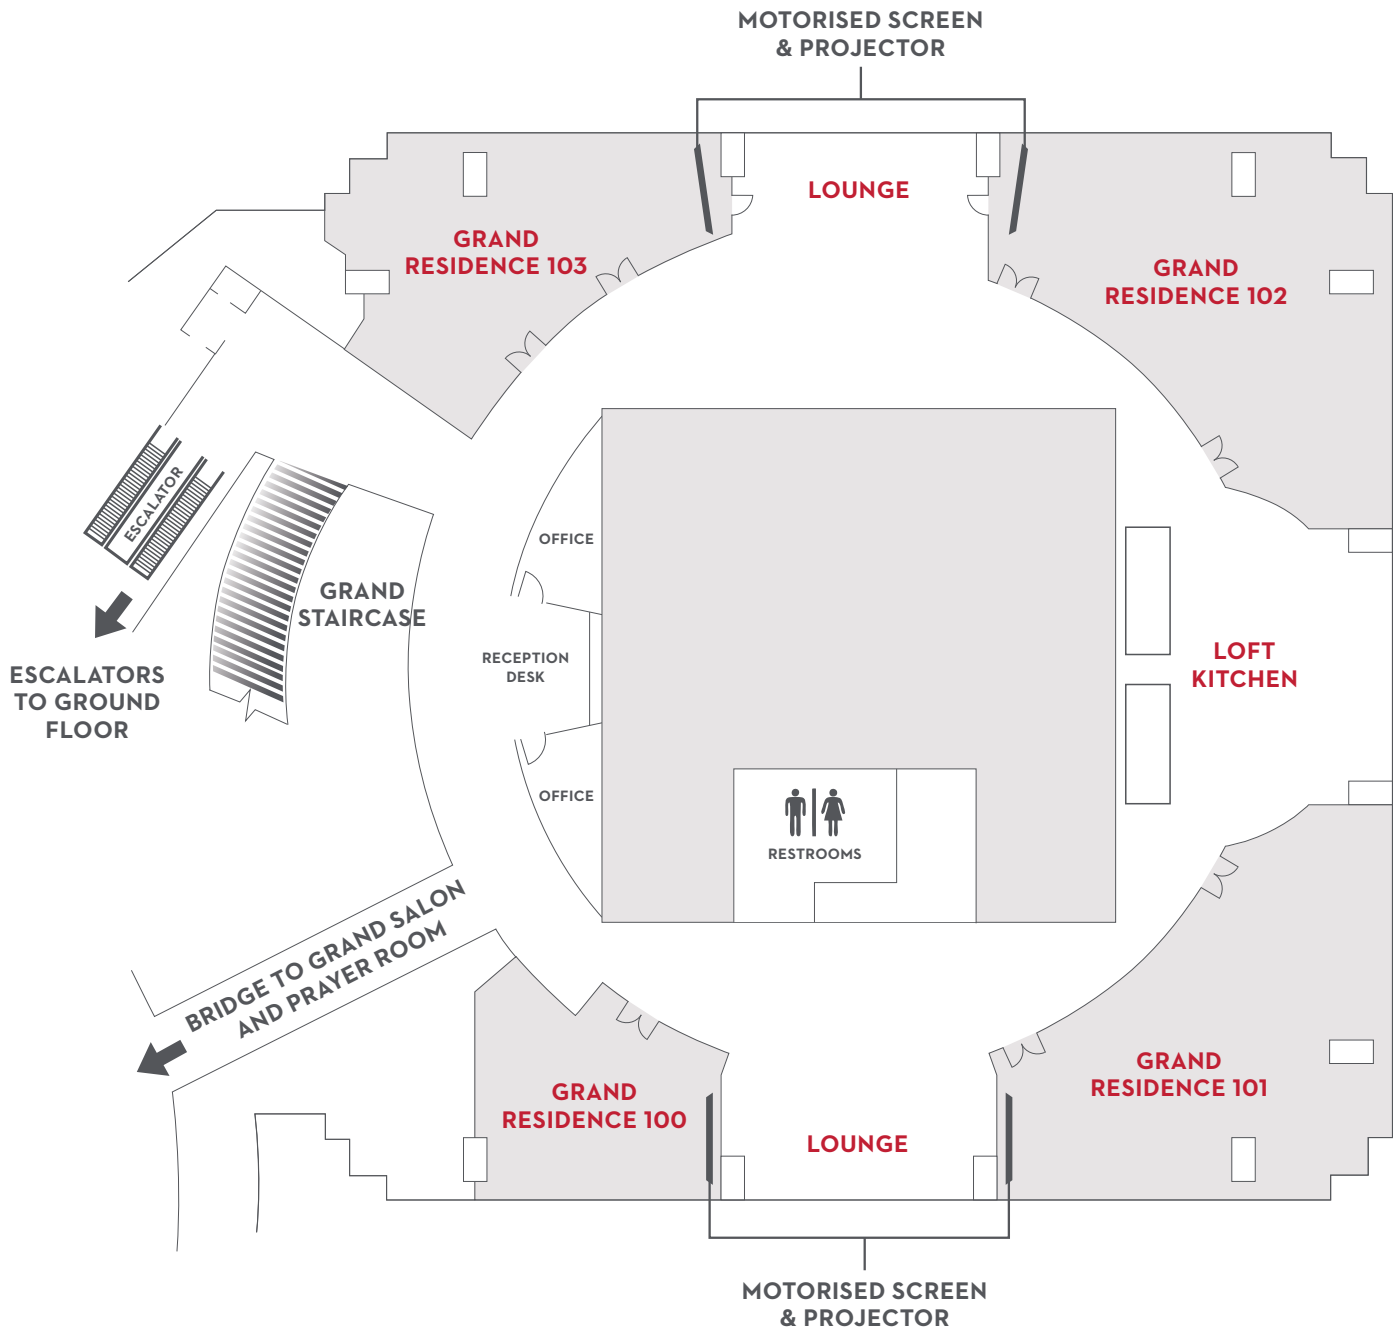 MOTORISED SCREEN
& PROJECTOR
LOUNGE
GRAND
RESIDENCE 103
GRAND
RESIDENCE 102
ESCALATOR
OFFICE
GRAND
STAIRCASE
RECEPTION
DESK
LOFT
KITCHEN
ESCALATORS
TO GROUND
FLOOR
OFFICE
RESTROOMS
BRIDGE TO GRAND SALON
AND PRAYER ROOM
GRAND
RESIDENCE 100
GRAND
RESIDENCE 101
LOUNGE
MOTORISED SCREEN
& PROJECTOR